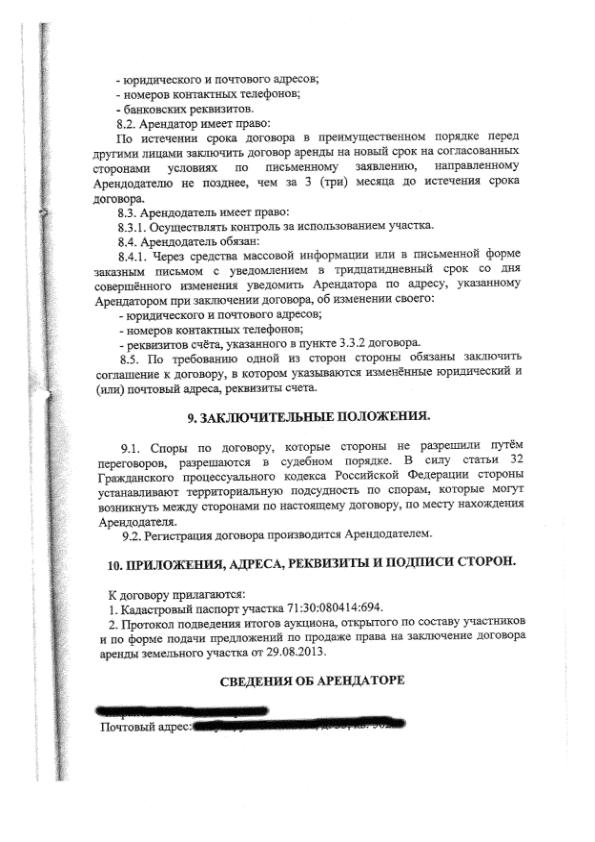 - юридического и почтового адресов;
- номеров контактных телефонов;
- банковских реквизитов.
8.2. Арендатор имеет право:
По истечении срока договора в преимущественном порядке перед
другими лицами заключить договор аренды на новый срок на согласованных
сторонами условиях по письменному заявлению, направленному
Арендодателю не позднее, чем за 3 (три) месяца до истечения срока
договора.
8.3. Арендодатель имеет право:
8.3.1. Осуществлять контроль за использованием участка.
8.4. Арендодатель обязан:
8.4.1. Через средства массовой информации или в письменной форме
заказным письмом с уведомлением в тридцатидневный срок со дня
совершённого изменения уведомить Арендатора по адресу, указанному
Арендатором при заключении договора, об изменении своего:
- юридического и почтового адресов;
- номеров контактных телефонов;
- реквизитов счёта, указанного в пункте 3.3.2 договора.
8.5. По требованию одной из сторон стороны обязаны заключить
соглашение к договору, в котором указываются изменённые юридический и
(или) почтовый адреса, реквизиты счета.
9. ЗАКЛЮЧИТЕЛЬНЫЕ ПОЛОЖЕНИЯ.
9.1. Споры по договору, которые стороны не разрешили путём
переговоров, разрешаются в судебном порядке. В силу статьи 32
Гражданского процессуального кодекса Российской Федерации стороны
устанавливают территориальную подсудность по спорам, которые могут
возникнуть между сторонами по настоящему договору, по месту нахождения
Арендодателя.
9.2. Регистрация договора производится Арендодателем.
10. ПРИЛОЖЕНИЯ, АДРЕСА, РЕКВИЗИТЫ И ПОДПИСИ СТОРОН.
К договору прилагаются:
1. Кадастровый паспорт участка 71:30:080414:694.
2. Протокол подведения итогов аукциона, открытого по составу участников
и по форме подачи предложений по продаже права на заключение договора
аренды земельного участка от 29.08.2013.
СВЕДЕНИЯ ОБ АРЕНДАТОРЕ
Почтовый адрес: